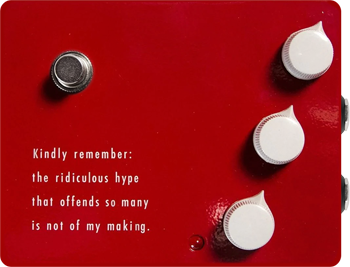 Kindly remember:
the ridiculous hype
that offends so many
is not of my making.